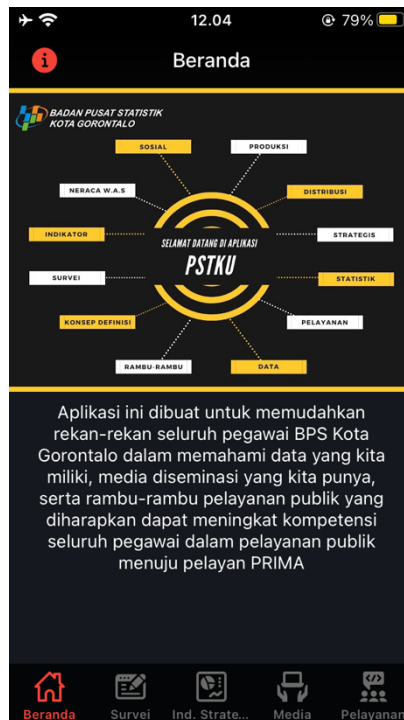 12.04
79%
i
Beranda
BADAN PUSAT STATISTIK
KOTA GORONTALO
SOSIAL
PRODUKSI
NERACA W.A.S
DISTRIBUSI
INDIKATOR
STRATEGIS
SELAMAT DATANG DI APLIKASI
PSTKU
SURVEI
STATISTIK
KONSEP DEFINISI
PELAYANAN
RAMBU-RAMBU
DATA
Aplikasi ini dibuat untuk memudahkan
rekan-rekan seluruh pegawai BPS Kota
Gorontalo dalam memahami data yang kita
miliki, media diseminasi yang kita punya,
serta rambu-rambu pelayanan publik yang
diharapkan dapat meningkat kompetensi
seluruh pegawai dalam pelayanan publik
menuju pelayan PRIMA
Beranda
Survei
Ind. Strate...
Media
Pelayanan